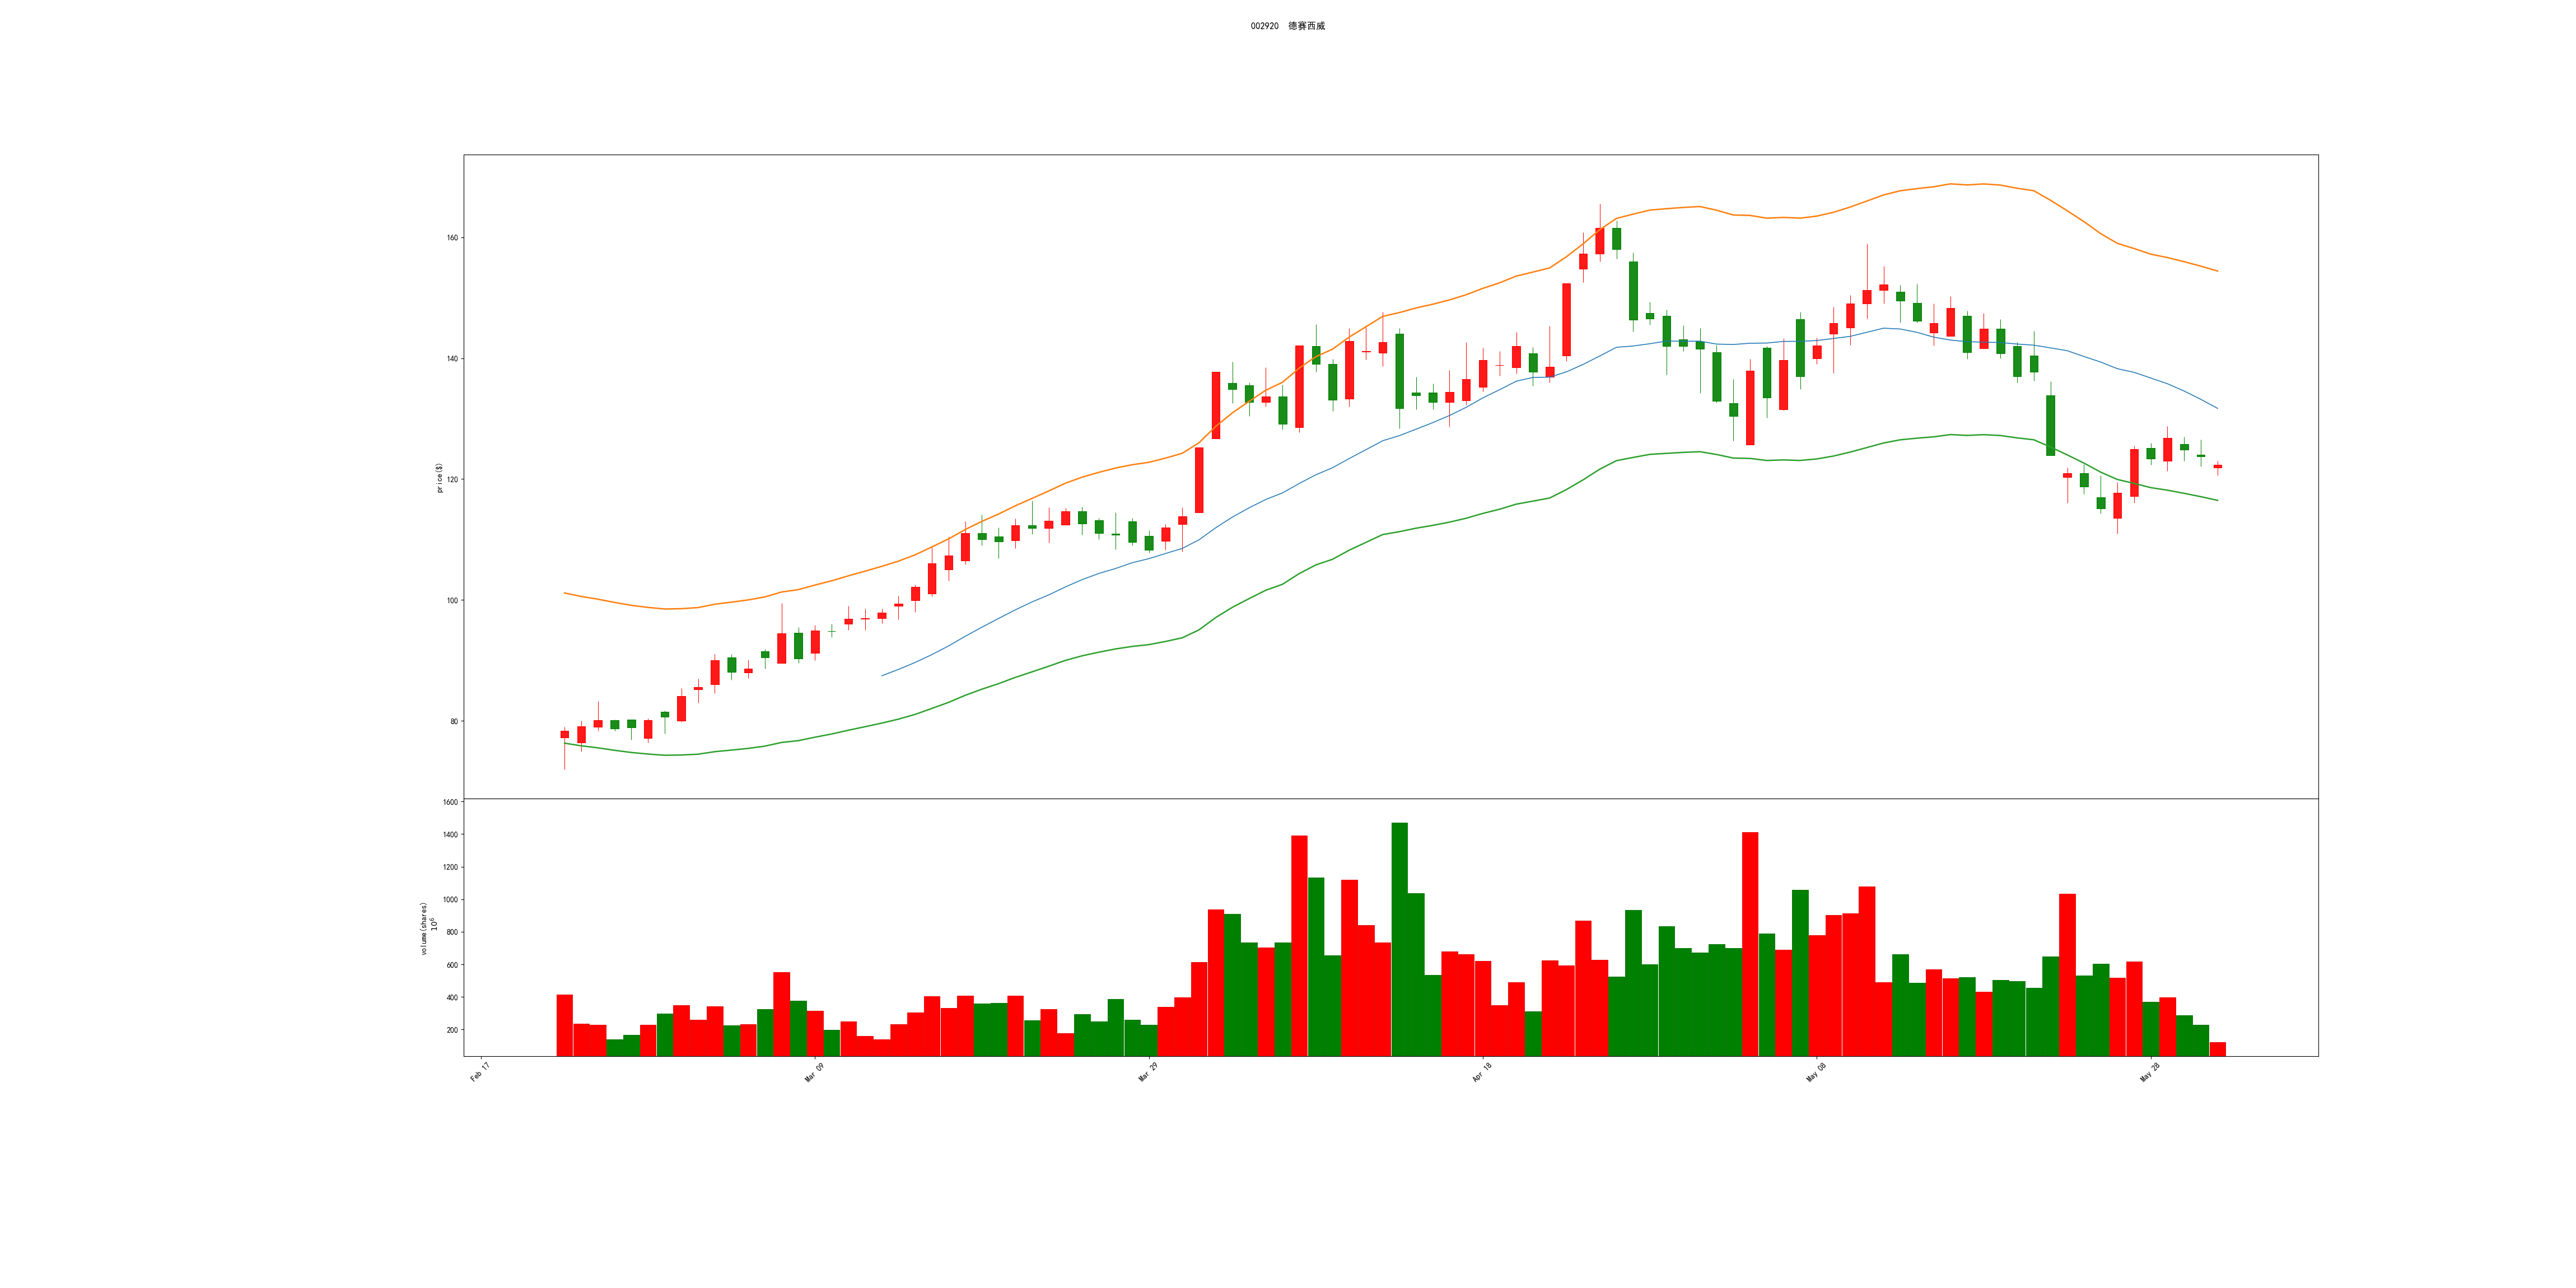 002920 德赛西威
price($)
160
140
120
100
80
volume(shares)
10^6
1600
1400
1200
1000
800
600
400
200
Feb 17
Mar 09
Mar 29
Apr 18
May 08
May 28